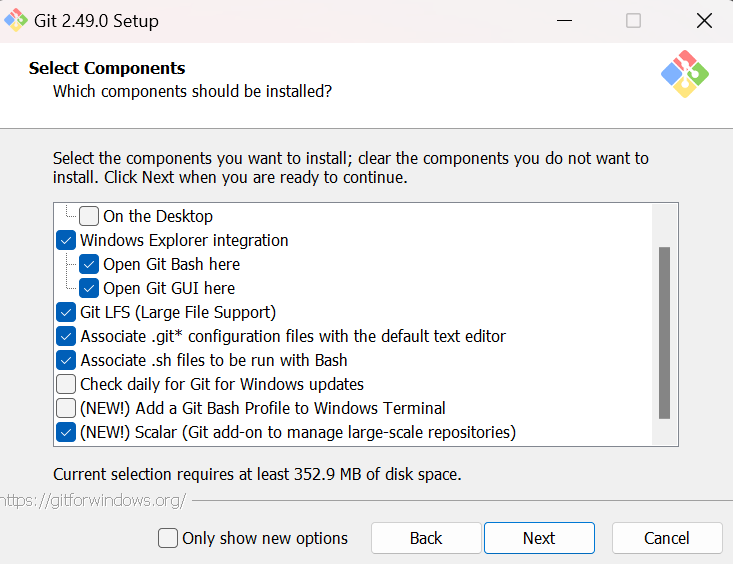 Git 2.49.0 Setup
Select Components
Which components should be installed?
Select the components you want to install; clear the components you do not want to
install. Click Next when you are ready to continue.
On the Desktop
Windows Explorer integration
Open Git Bash here
Open Git GUI here
Git LFS (Large File Support)
Associate .git* configuration files with the default text editor
Associate .sh files to be run with Bash
Check daily for Git for Windows updates
(NEW!) Add a Git Bash Profile to Windows Terminal
(NEW!) Scalar (Git add-on to manage large-scale repositories)
Current selection requires at least 352.9 MB of disk space.
https://gitforwindows.org/
Only show new options
Back
Next
Cancel